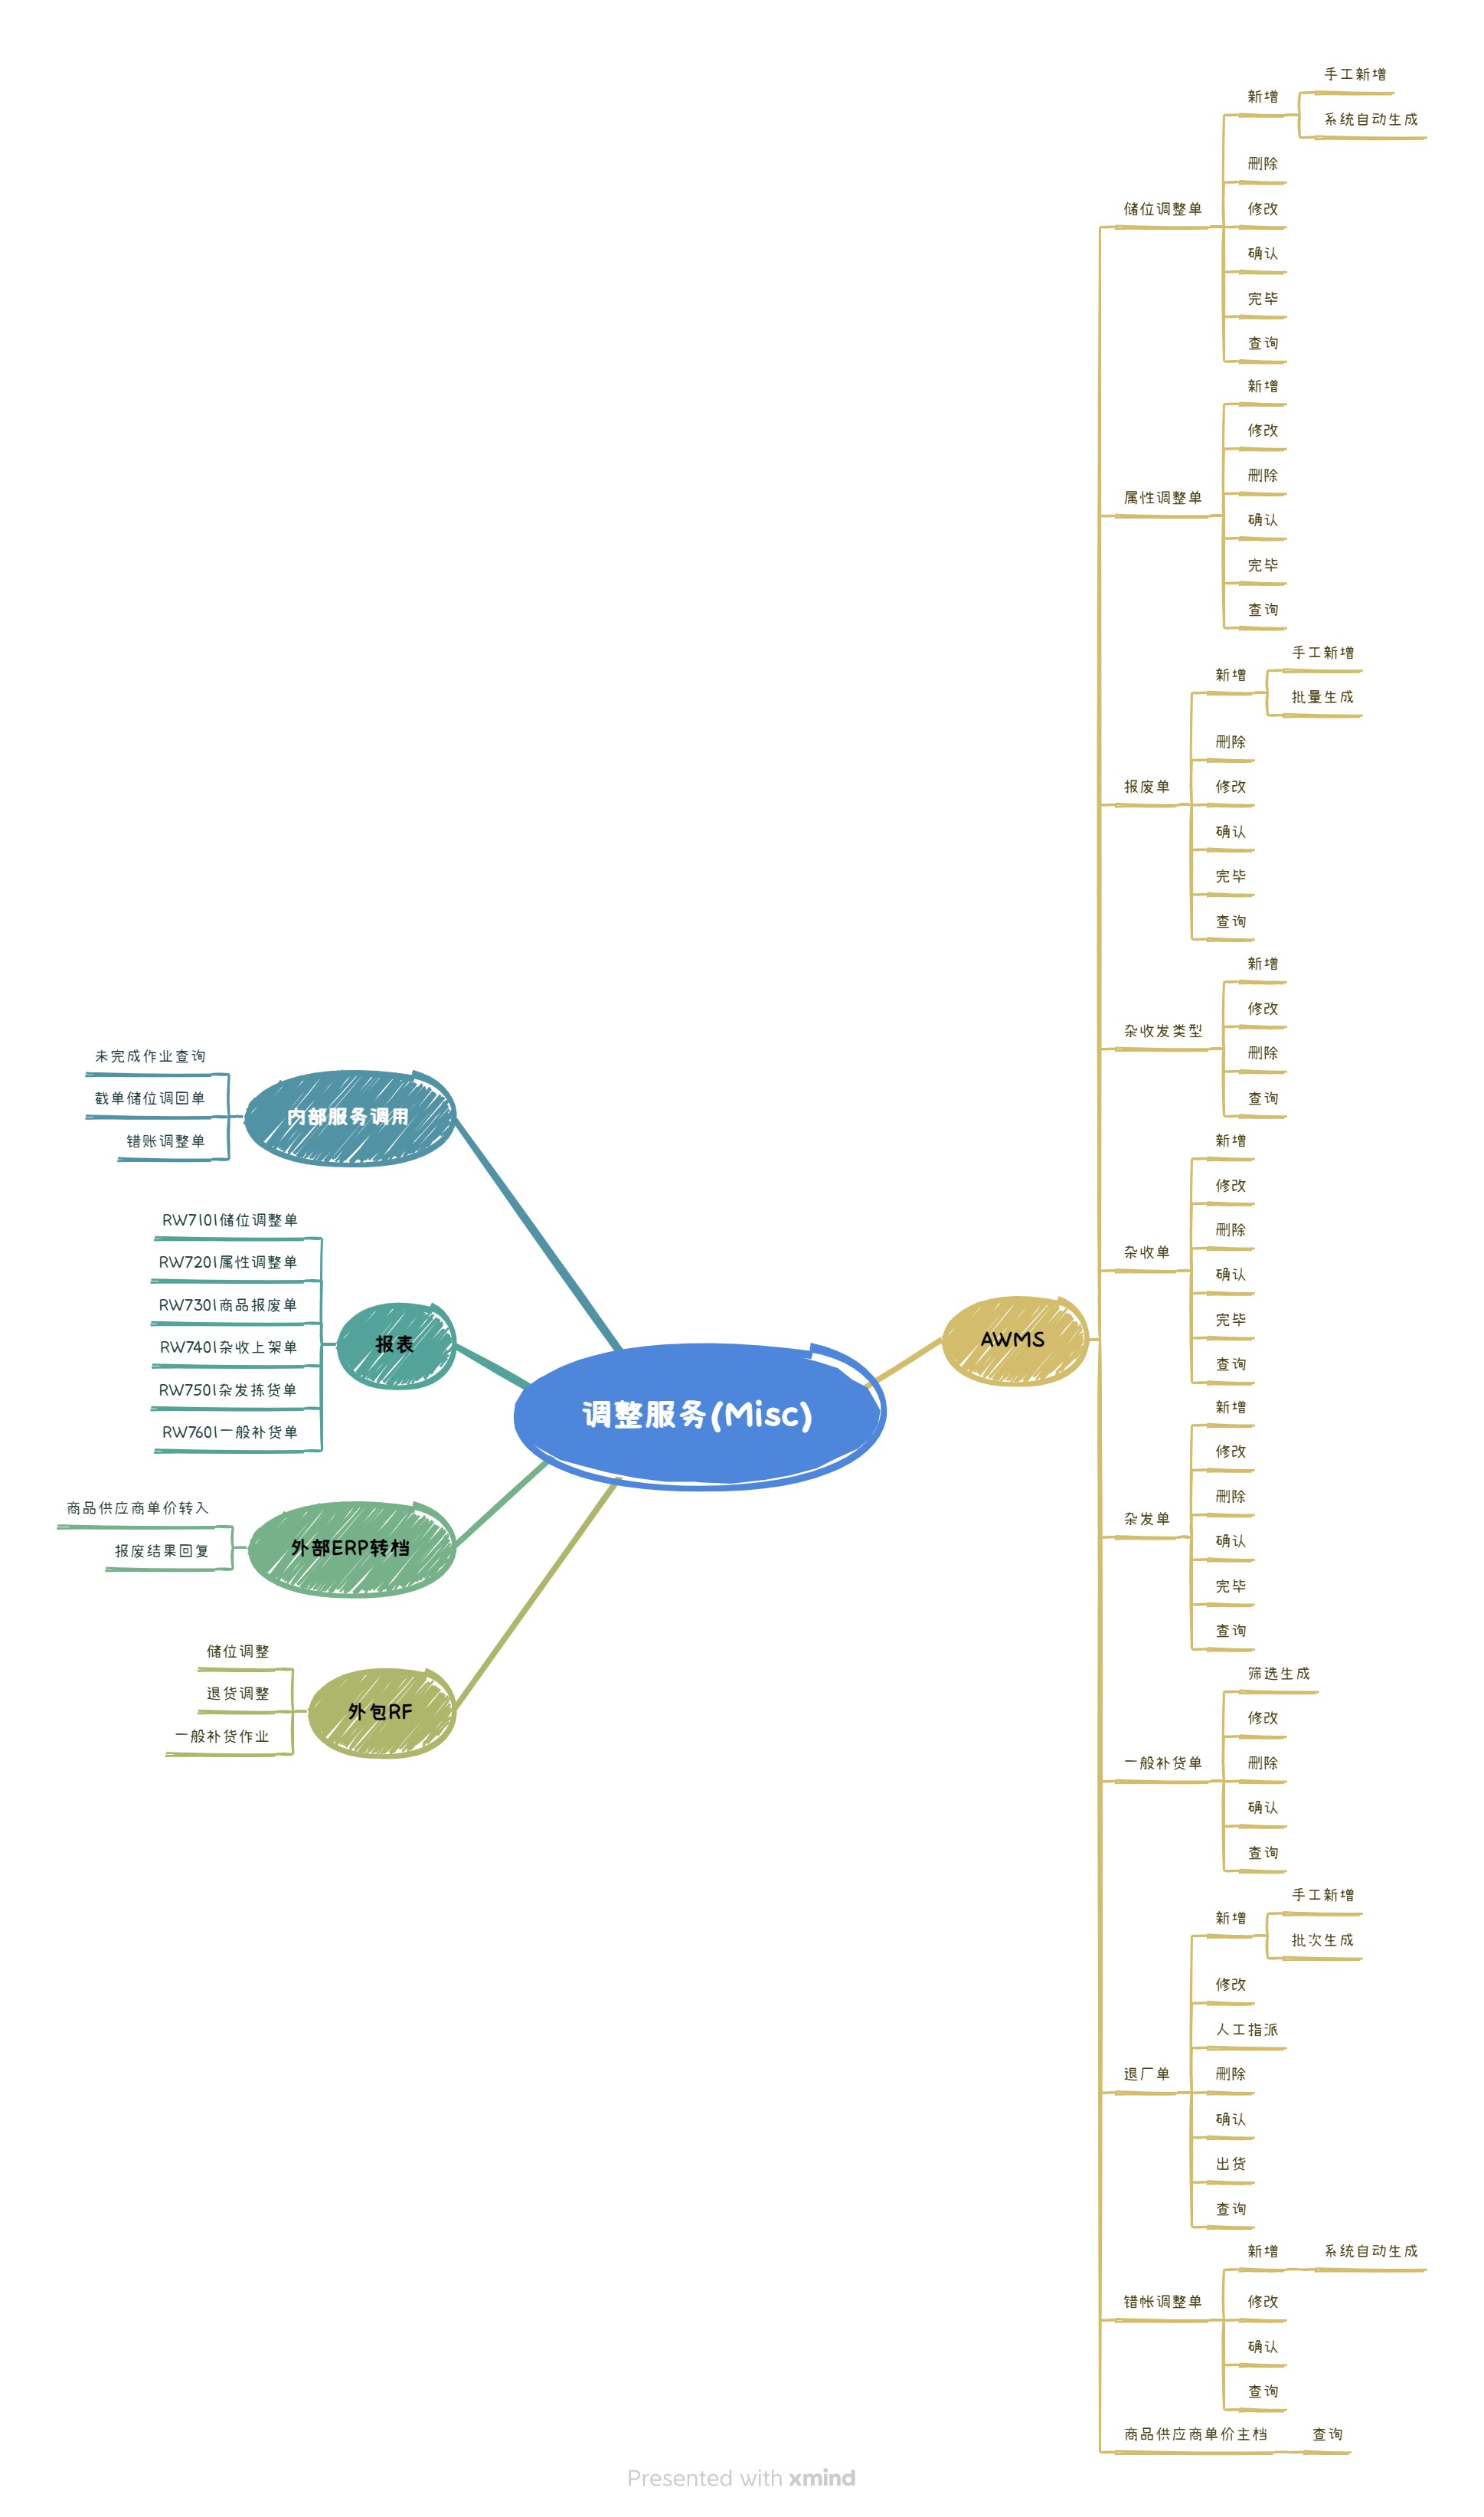 调整服务(Misc)
AWMS
储位调整单
新增
手工新增
系统自动生成
删除
修改
确认
完毕
查询
属性调整单
新增
修改
删除
确认
完毕
查询
报废单
新增
手工新增
批量生成
删除
修改
确认
完毕
查询
杂收发类型
新增
修改
删除
查询
杂收单
新增
修改
删除
确认
完毕
查询
杂发单
新增
修改
删除
确认
完毕
查询
一般补货单
筛选生成
修改
删除
确认
查询
退厂单
新增
手工新增
批次生成
修改
人工指派
删除
确认
出货
查询
错帐调整单
新增
系统自动生成
修改
确认
查询
商品供应商单价主档
查询
内部服务调用
未完成作业查询
截单储位调回单
错账调整单
报表
RW7101储位调整单
RW7201属性调整单
RW7301商品报废单
RW7401杂收上架单
RW7501杂发拣货单
RW7601一般补货单
外部ERP转档
商品供应商单价转入
报废结果回复
外包RF
储位调整
退货调整
一般补货作业
Presented with xmind